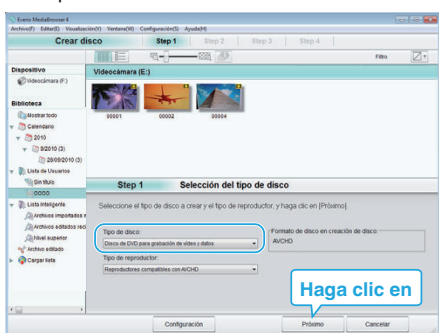 Everio MediaBrowser 4
Archivo(F) Editar(E) Visualización(V) Ventana(W) Configuración(S) Ayuda(H)
Crear disco
Step 1
Step 2
Step 3
Step 4
Filtro
Dispositivo
Videocámara (F:)
Videocámara (E:)
00001
00002
00004
Biblioteca
Mostrar todo
Calendario
2010
9/2010 (3)
28/09/2010 (3)
Lista de Usuarios
Sin título
0000
Lista inteligente
Archivos importados r
Archivos editados reci
Nivel superior
Archivo editado
Cargar lista
Step 1
Selección del tipo de disco
Seleccione el tipo de disco a crear y el tipo de reproductor, y haga clic en [Próximo].
Tipo de disco:
Discos de DVD para grabación de vídeo y datos
Formato de disco en creación de disco:
AVCHD
Tipo de reproductor:
Reproductores compatibles con AVCHD
Haga clic en
Configuración
Próximo
Cancelar